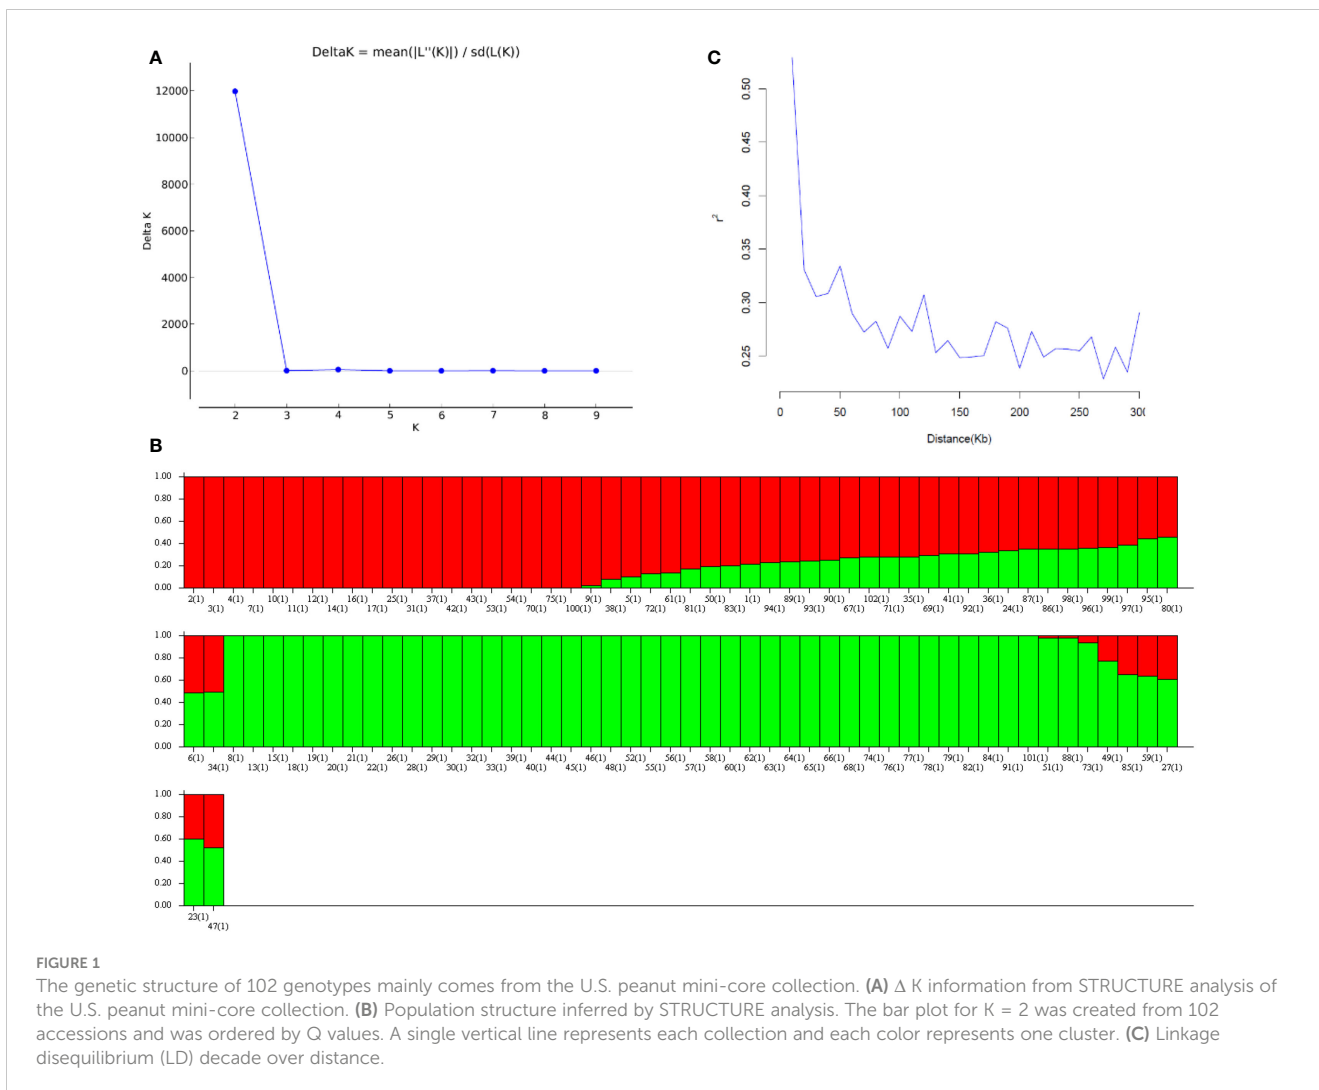 A
DeltaK = mean(|L''(K)|) / sd(L(K))
12000
10000
8000
6000
4000
2000
0
Delta K
2 3 4 5 6 7 8 9
K
C
0.50
0.45
0.40
0.35
0.30
0.25
r²
0 50 100 150 200 250 300
Distance(Kb)
B
1.00
0.80
0.60
0.40
0.20
0.00
2(1) 4(1) 10(1) 12(1) 16(1) 25(1) 37(1) 43(1) 54(1) 75(1) 9(1) 5(1) 61(1) 50(1) 1(1) 89(1) 90(1) 102(1) 35(1) 41(1) 36(1) 87(1) 98(1) 99(1) 95(1)
3(1) 7(1) 11(1) 14(1) 17(1) 31(1) 42(1) 53(1) 70(1) 100(1) 38(1) 72(1) 81(1) 83(1) 94(1) 93(1) 67(1) 71(1) 69(1) 92(1) 24(1) 86(1) 96(1) 97(1) 80(1)
1.00
0.80
0.60
0.40
0.20
0.00
6(1) 8(1) 15(1) 19(1) 21(1) 26(1) 29(1) 32(1) 39(1) 44(1) 46(1) 52(1) 56(1) 58(1) 62(1) 64(1) 66(1) 74(1) 77(1) 79(1) 84(1) 101(1) 88(1) 49(1) 59(1)
34(1) 13(1) 18(1) 20(1) 22(1) 28(1) 30(1) 33(1) 40(1) 45(1) 48(1) 55(1) 57(1) 60(1) 63(1) 65(1) 68(1) 76(1) 78(1) 82(1) 91(1) 51(1) 73(1) 85(1) 27(1)
1.00
0.80
0.60
0.40
0.20
0.00
23(1)
47(1)
FIGURE 1
The genetic structure of 102 genotypes mainly comes from the U.S. peanut mini-core collection. (A) Δ K information from STRUCTURE analysis of
the U.S. peanut mini-core collection. (B) Population structure inferred by STRUCTURE analysis. The bar plot for K = 2 was created from 102
accessions and was ordered by Q values. A single vertical line represents each collection and each color represents one cluster. (C) Linkage
disequilibrium (LD) decade over distance.